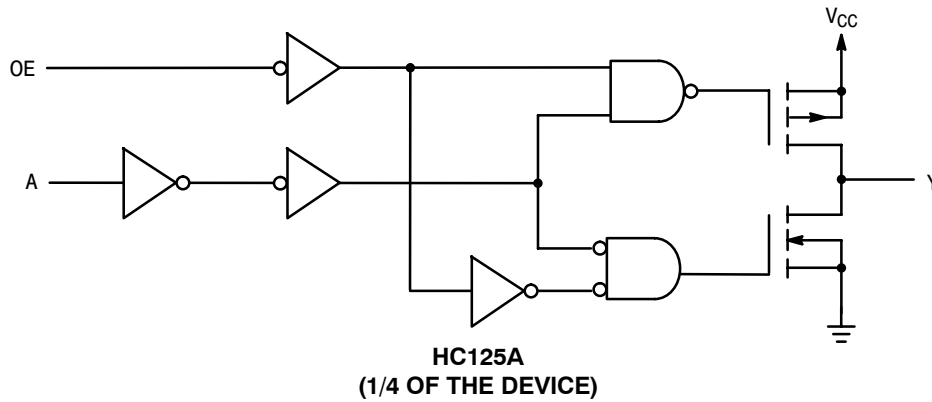 VCC
OE
A
Y
HC125A
(1/4 OF THE DEVICE)